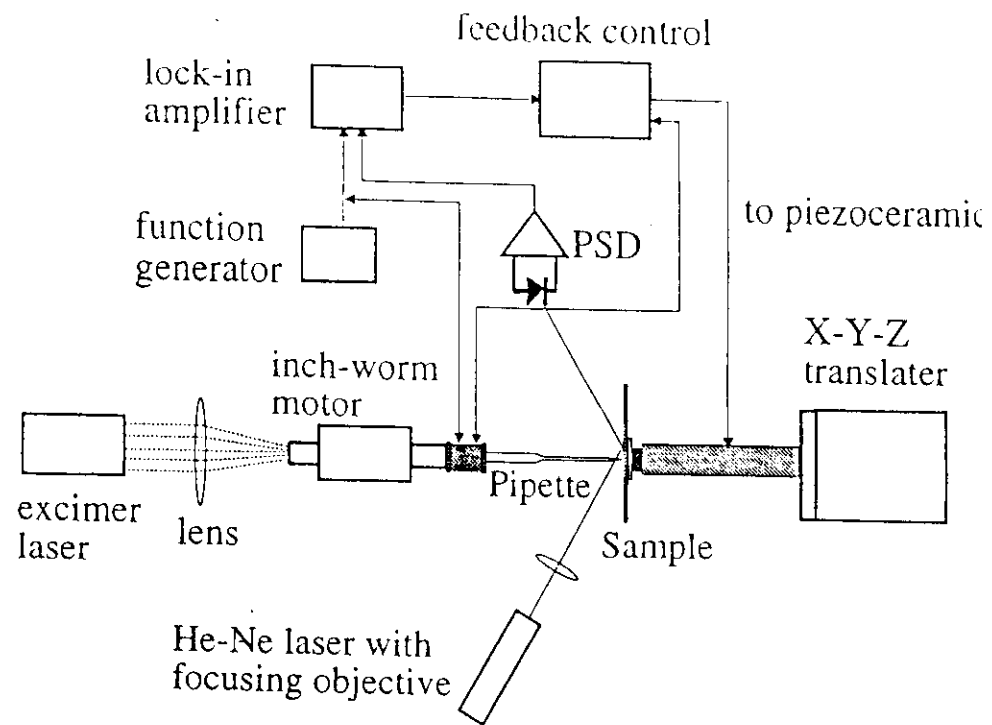 feedback control
lock-in
amplifier
function
generator
PSD
to piezoceramic
X-Y-Z
translater
inch-worm
motor
Pipette
excimer
laser
lens
Sample
He-Ne laser with
focusing objective